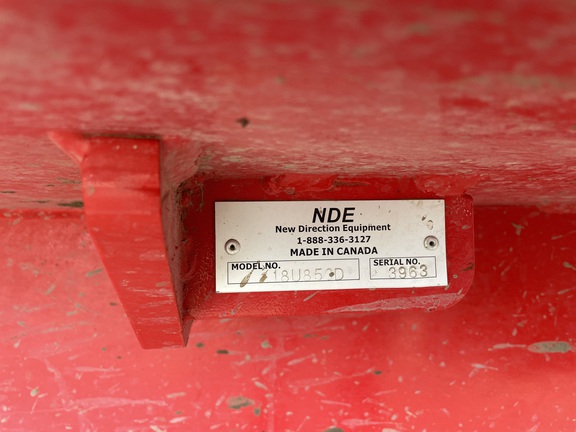 NDE
New Direction Equipment
1-888-336-3127
MADE IN CANADA
MODEL NO.
SERIAL NO.
3963